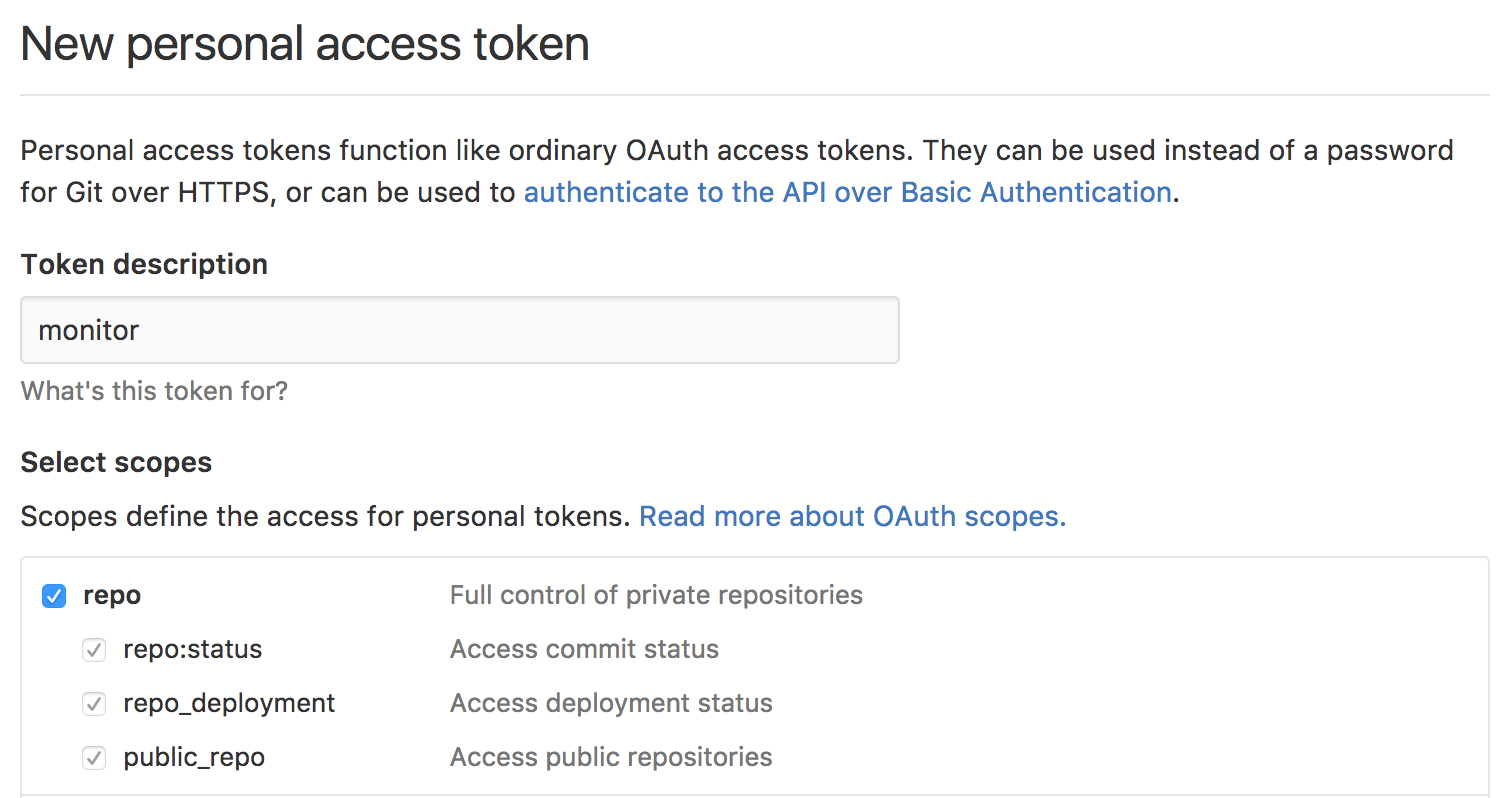 New personal access token
Personal access tokens function like ordinary OAuth access tokens. They can be used instead of a password
for Git over HTTPS, or can be used to authenticate to the API over Basic Authentication.
Token description
monitor
What's this token for?
Select scopes
Scopes define the access for personal tokens. Read more about OAuth scopes.
repo Full control of private repositories
repo:status Access commit status
repo_deployment Access deployment status
public_repo Access public repositories